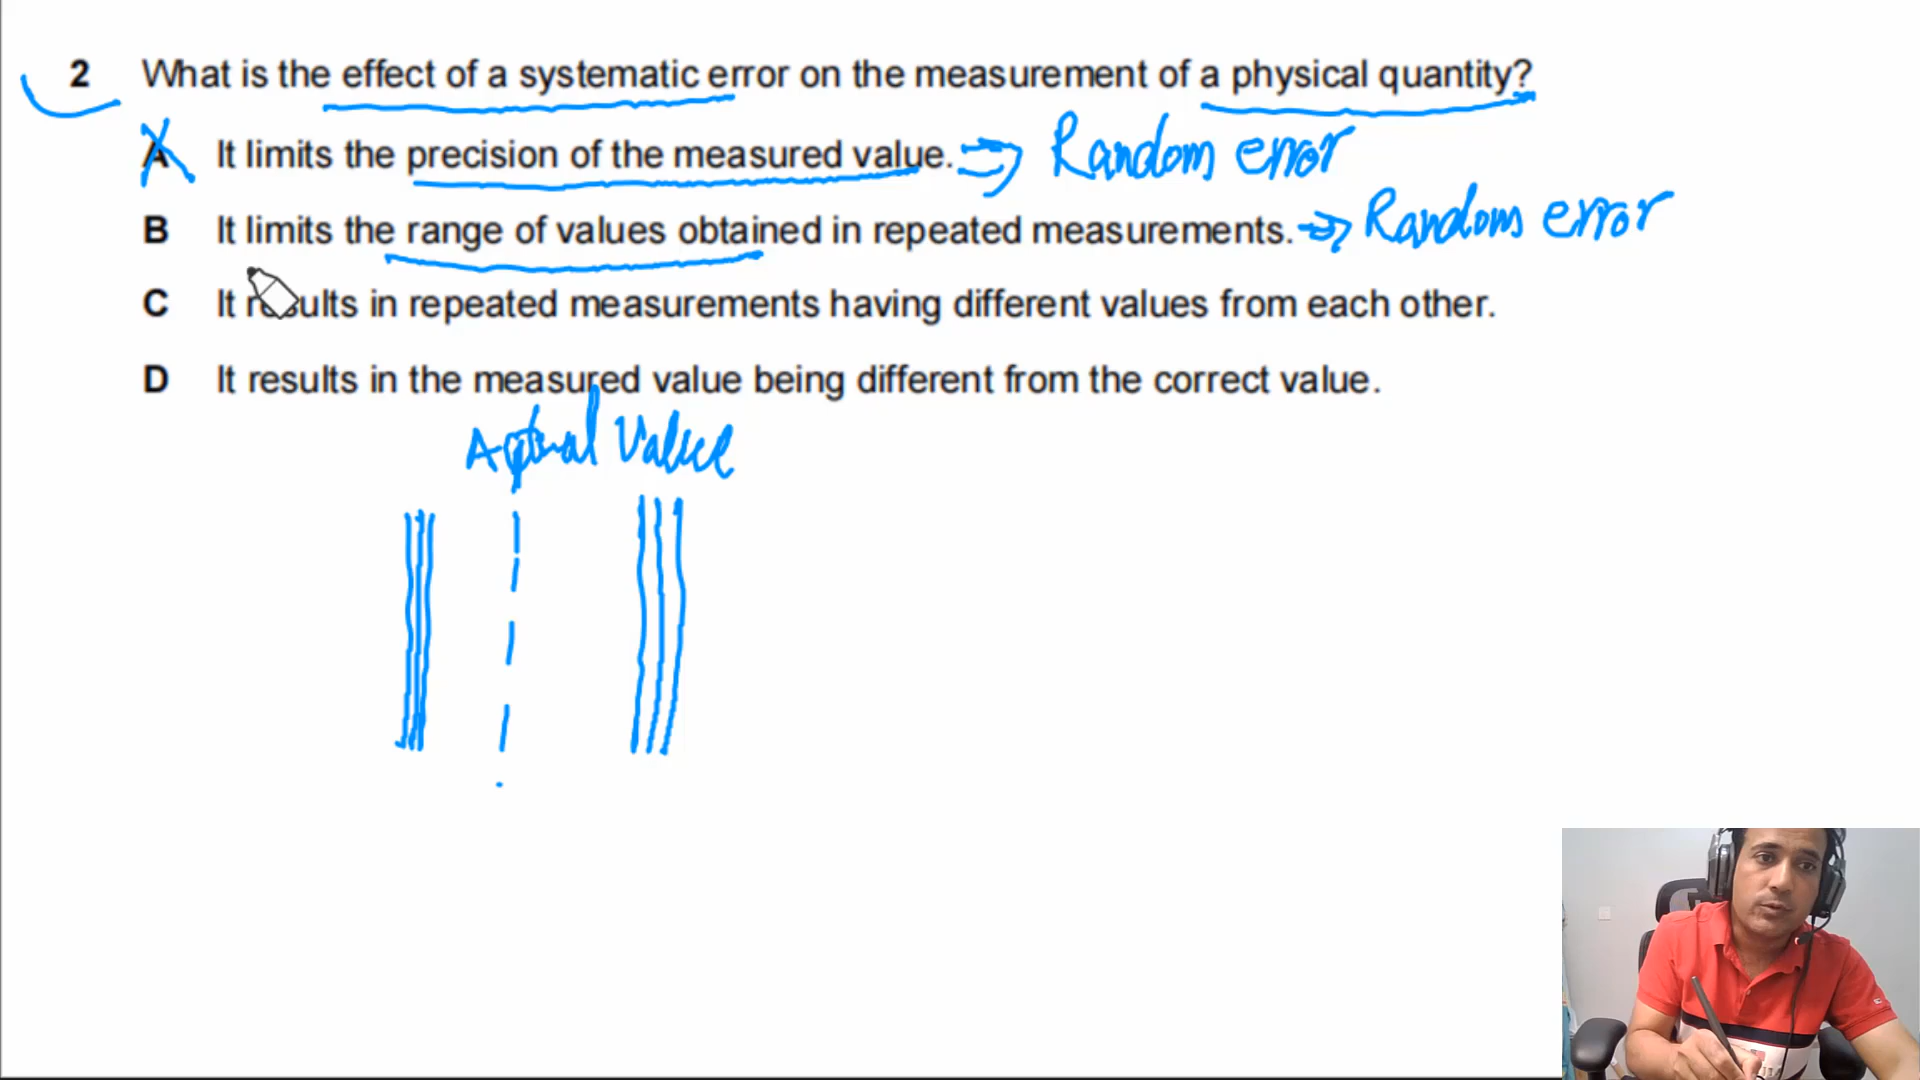 2 What is the effect of a systematic error on the measurement of a physical quantity?
A It limits the precision of the measured value. ⇒ Random error
B It limits the range of values obtained in repeated measurements. ⇒ Random error
C It results in repeated measurements having different values from each other.
D It results in the measured value being different from the correct value.
Actual Value